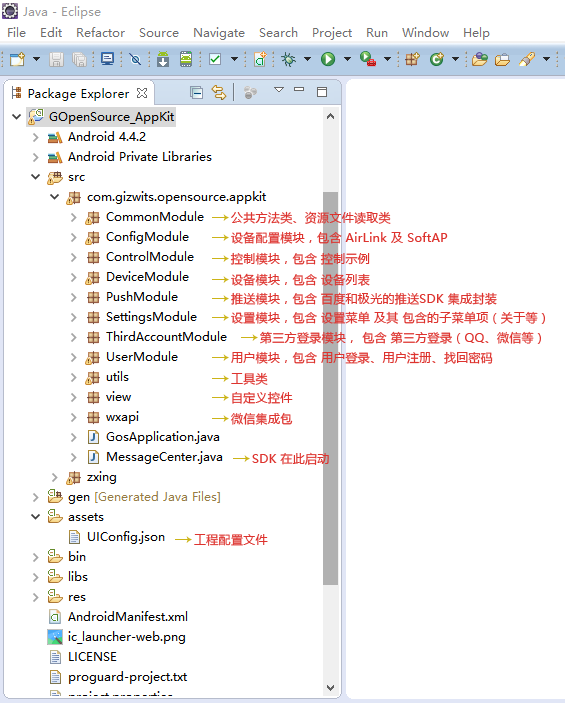 Java - Eclipse
File Edit Refactor Source Navigate Search Project Run Window Help
Package Explorer
GOpenSource_AppKit
Android 4.4.2
Android Private Libraries
src
com.gizwits.opensource.appkit
CommonModule →公共方法类、资源文件读取类
ConfigModule →设备配置模块，包含 AirLink 及 SoftAP
ControlModule →控制模块，包含 控制示例
DeviceModule →设备模块，包含 设备列表
PushModule →推送模块，包含 百度和极光的推送SDK 集成封装
SettingsModule →设置模块，包含 设置菜单 及其 包含的子菜单项（关于等）
ThirdAccountModule →第三方登录模块， 包含 第三方登录（QQ、微信等）
UserModule →用户模块，包含 用户登录、用户注册、找回密码
utils →工具类
view →自定义控件
wxapi →微信集成包
GosApplication.java
MessageCenter.java →SDK 在此启动
zxing
gen [Generated Java Files]
assets
UIConfig.json →工程配置文件
bin
libs
res
AndroidManifest.xml
ic_launcher-web.png
LICENSE
proguard-project.txt
project.properties